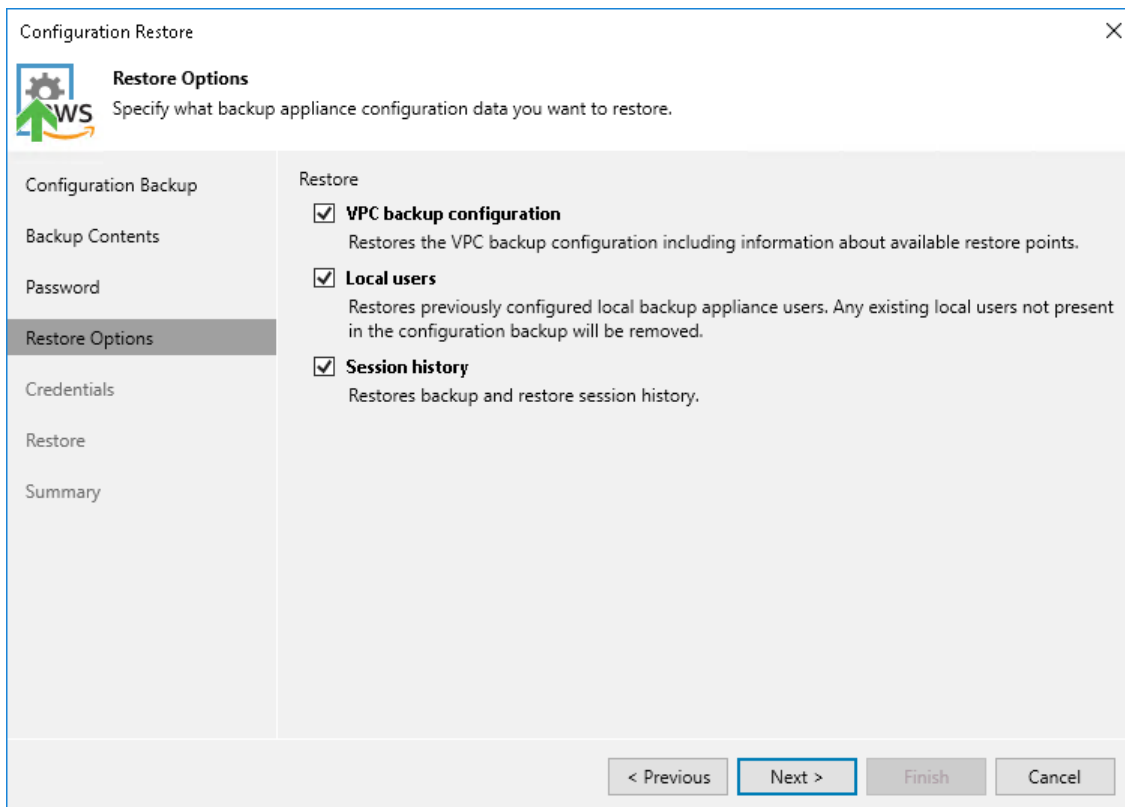 Configuration Restore
Restore Options
Specify what backup appliance configuration data you want to restore.
WS
Configuration Backup
Backup Contents
Password
Restore Options
Credentials
Restore
Summary
Restore
VPC backup configuration
Restores the VPC backup configuration including information about available restore points.
Local users
Restores previously configured local backup appliance users. Any existing local users not present
in the configuration backup will be removed.
Session history
Restores backup and restore session history.
< Previous
Next >
Finish
Cancel